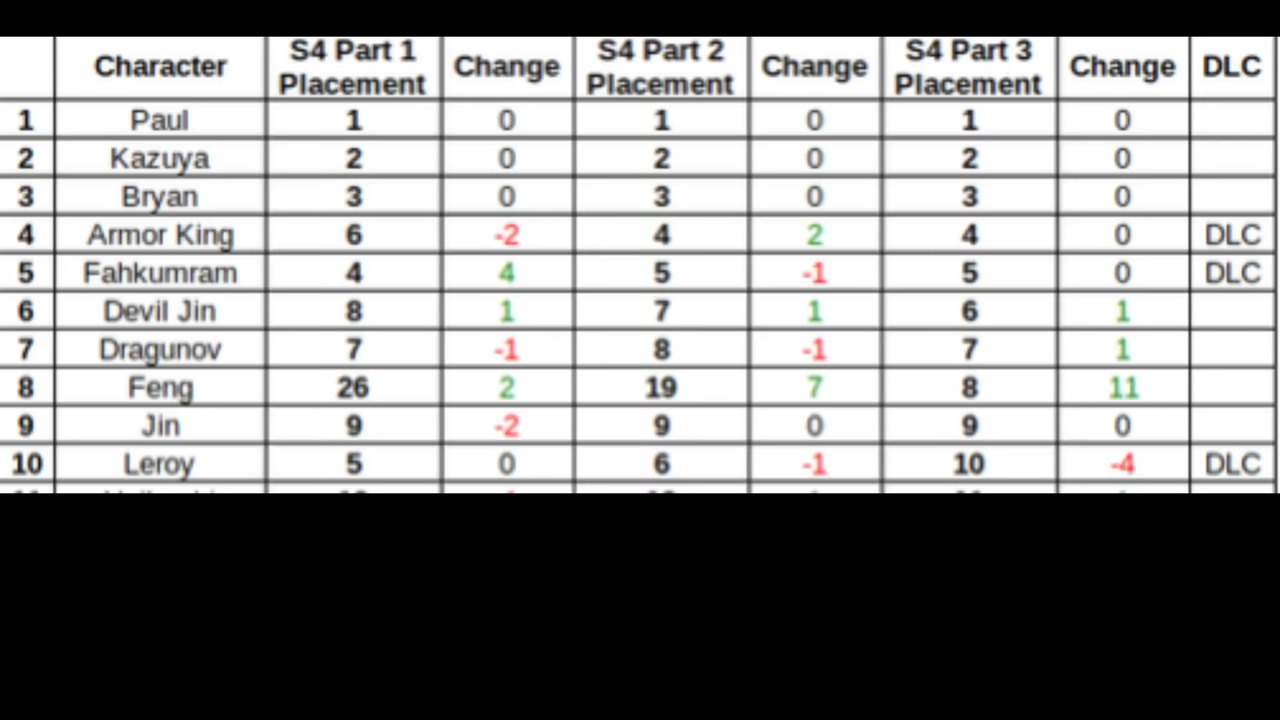 Character S4 Part 1 Placement Change S4 Part 2 Placement Change S4 Part 3 Placement Change DLC
1 Paul 1 0 1 0 1 0
2 Kazuya 2 0 2 0 2 0
3 Bryan 3 0 3 0 3 0
4 Armor King 6 -2 4 2 4 0 DLC
5 Fahkumram 4 4 5 -1 5 0 DLC
6 Devil Jin 8 1 7 1 6 1
7 Dragunov 7 -1 8 -1 7 1
8 Feng 26 2 19 7 8 11
9 Jin 9 -2 9 0 9 0
10 Leroy 5 0 6 -1 10 -4 DLC